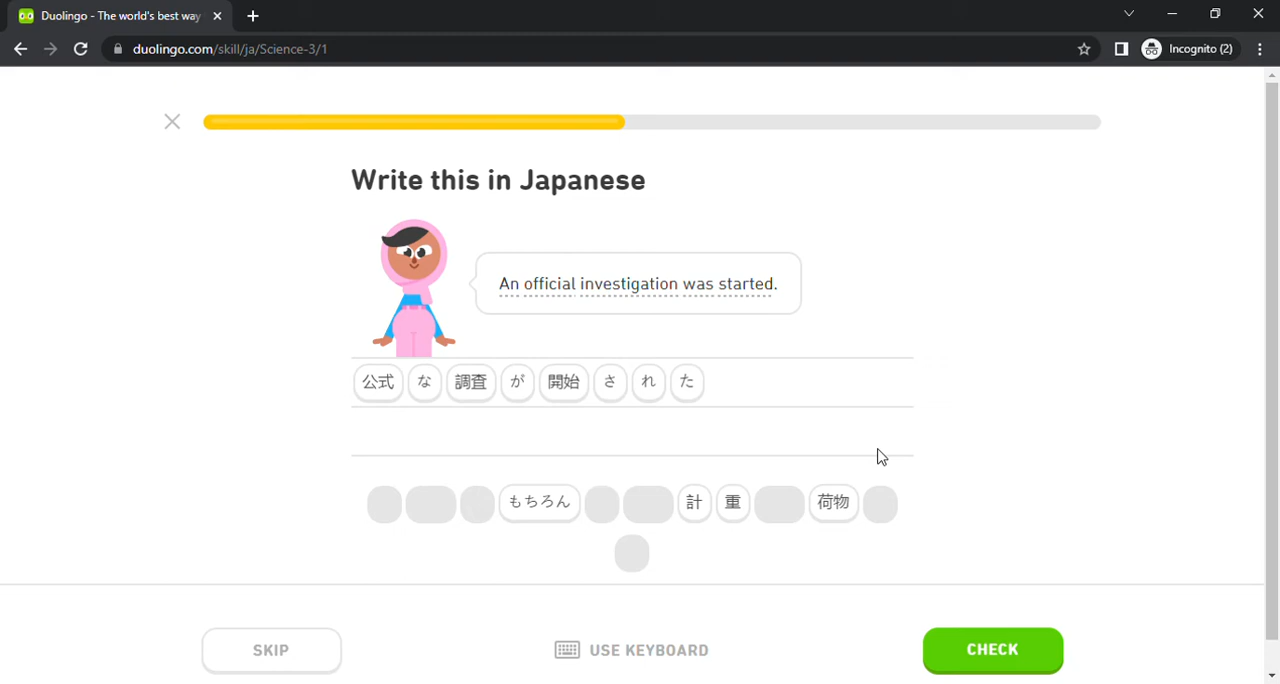 Duolingo - The world's best way
duolingo.com/skill/ja/Science-3/1
Incognito (2)
Write this in Japanese
An official investigation was started.
公式 な 調査 が 開始 さ れ た
もちろん 計 重 荷物
SKIP USE KEYBOARD CHECK